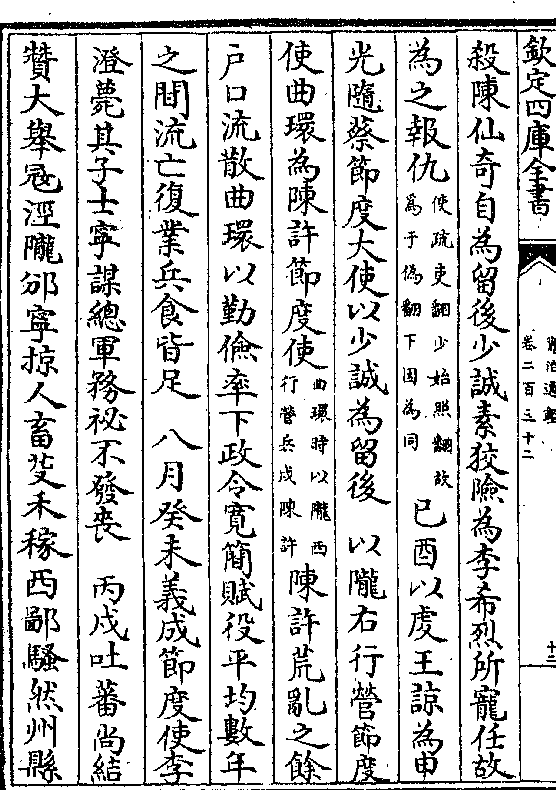 欽定四庫全書
資治通鑑
卷二百三十二
十二
殺陳仙奇自為留後少誠素狡險為李希烈所寵任故
為之報仇使疏吏翻少始照翻故為于偽翻下因為同己酉以虔王諒為申
光隨蔡節度大使以少誠為留後 以隴右行營節度
使曲環為陳許節度使曲環時以隴西行營兵戍陳許陳許荒亂之餘
户口流散曲環以勤儉率下政令寬簡賦役平均數年
之間流亡復業兵食皆足 八月癸未義成節度使李
澄薨其子士寧謀總軍務祕不發喪 丙戌吐蕃尚結
贊大舉寇涇隴邠寧掠人畜芟禾稼西鄙騷然州縣